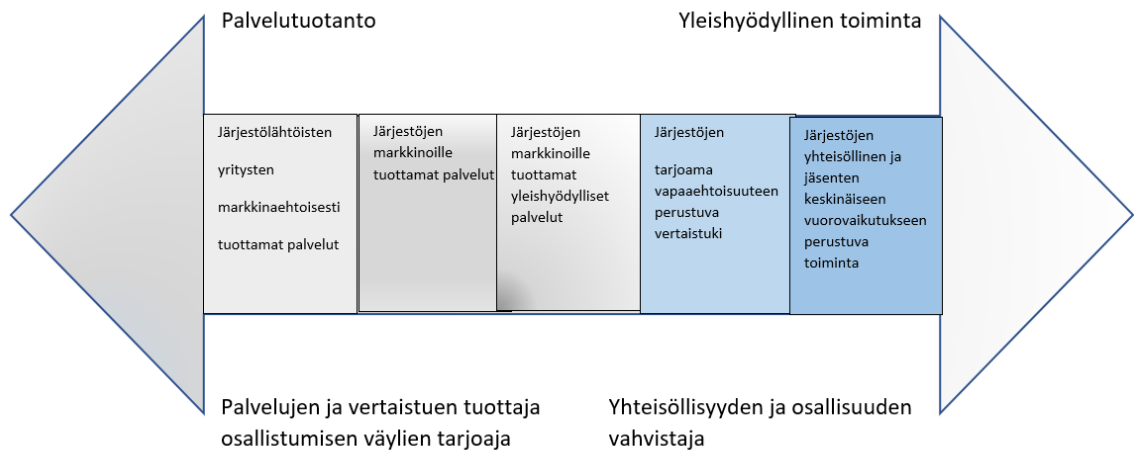 Palvelutuotanto
Yleishyödyllinen toiminta
Järjestölähtöisten
yritysten
markkinaehtoisesti
tuottamat palvelut
Järjestöjen
markkinoille
tuottamat palvelut
Järjestöjen
markkinoille
tuottamat
yleishyödylliset
palvelut
Järjestöjen
tarjoama
vapaaehtoisuuteen
perustuva
vertaistuki
Järjestöjen
yhteisöllinen ja
jäsenten
keskinäiseen
vuorovaikutukseen
perustuva
toiminta
Palvelujen ja vertaistuen tuottaja
osallistumisen väylien tarjoaja
Yhteisöllisyyden ja osallisuuden
vahvistaja